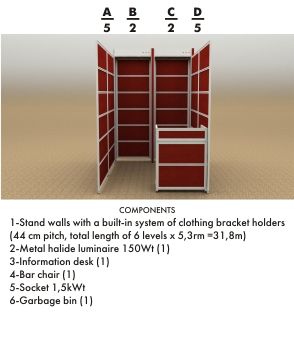 A B C D
5 2 2 5
COMPONENTS
1-Stand walls with a built-in system of clothing bracket holders
(44 cm pitch, total length of 6 levels x 5,3rm =31,8m)
2-Metal halide luminaire 150Wt (1)
3-Information desk (1)
4-Bar chair (1)
5-Socket 1,5kWt
6-Garbage bin (1)